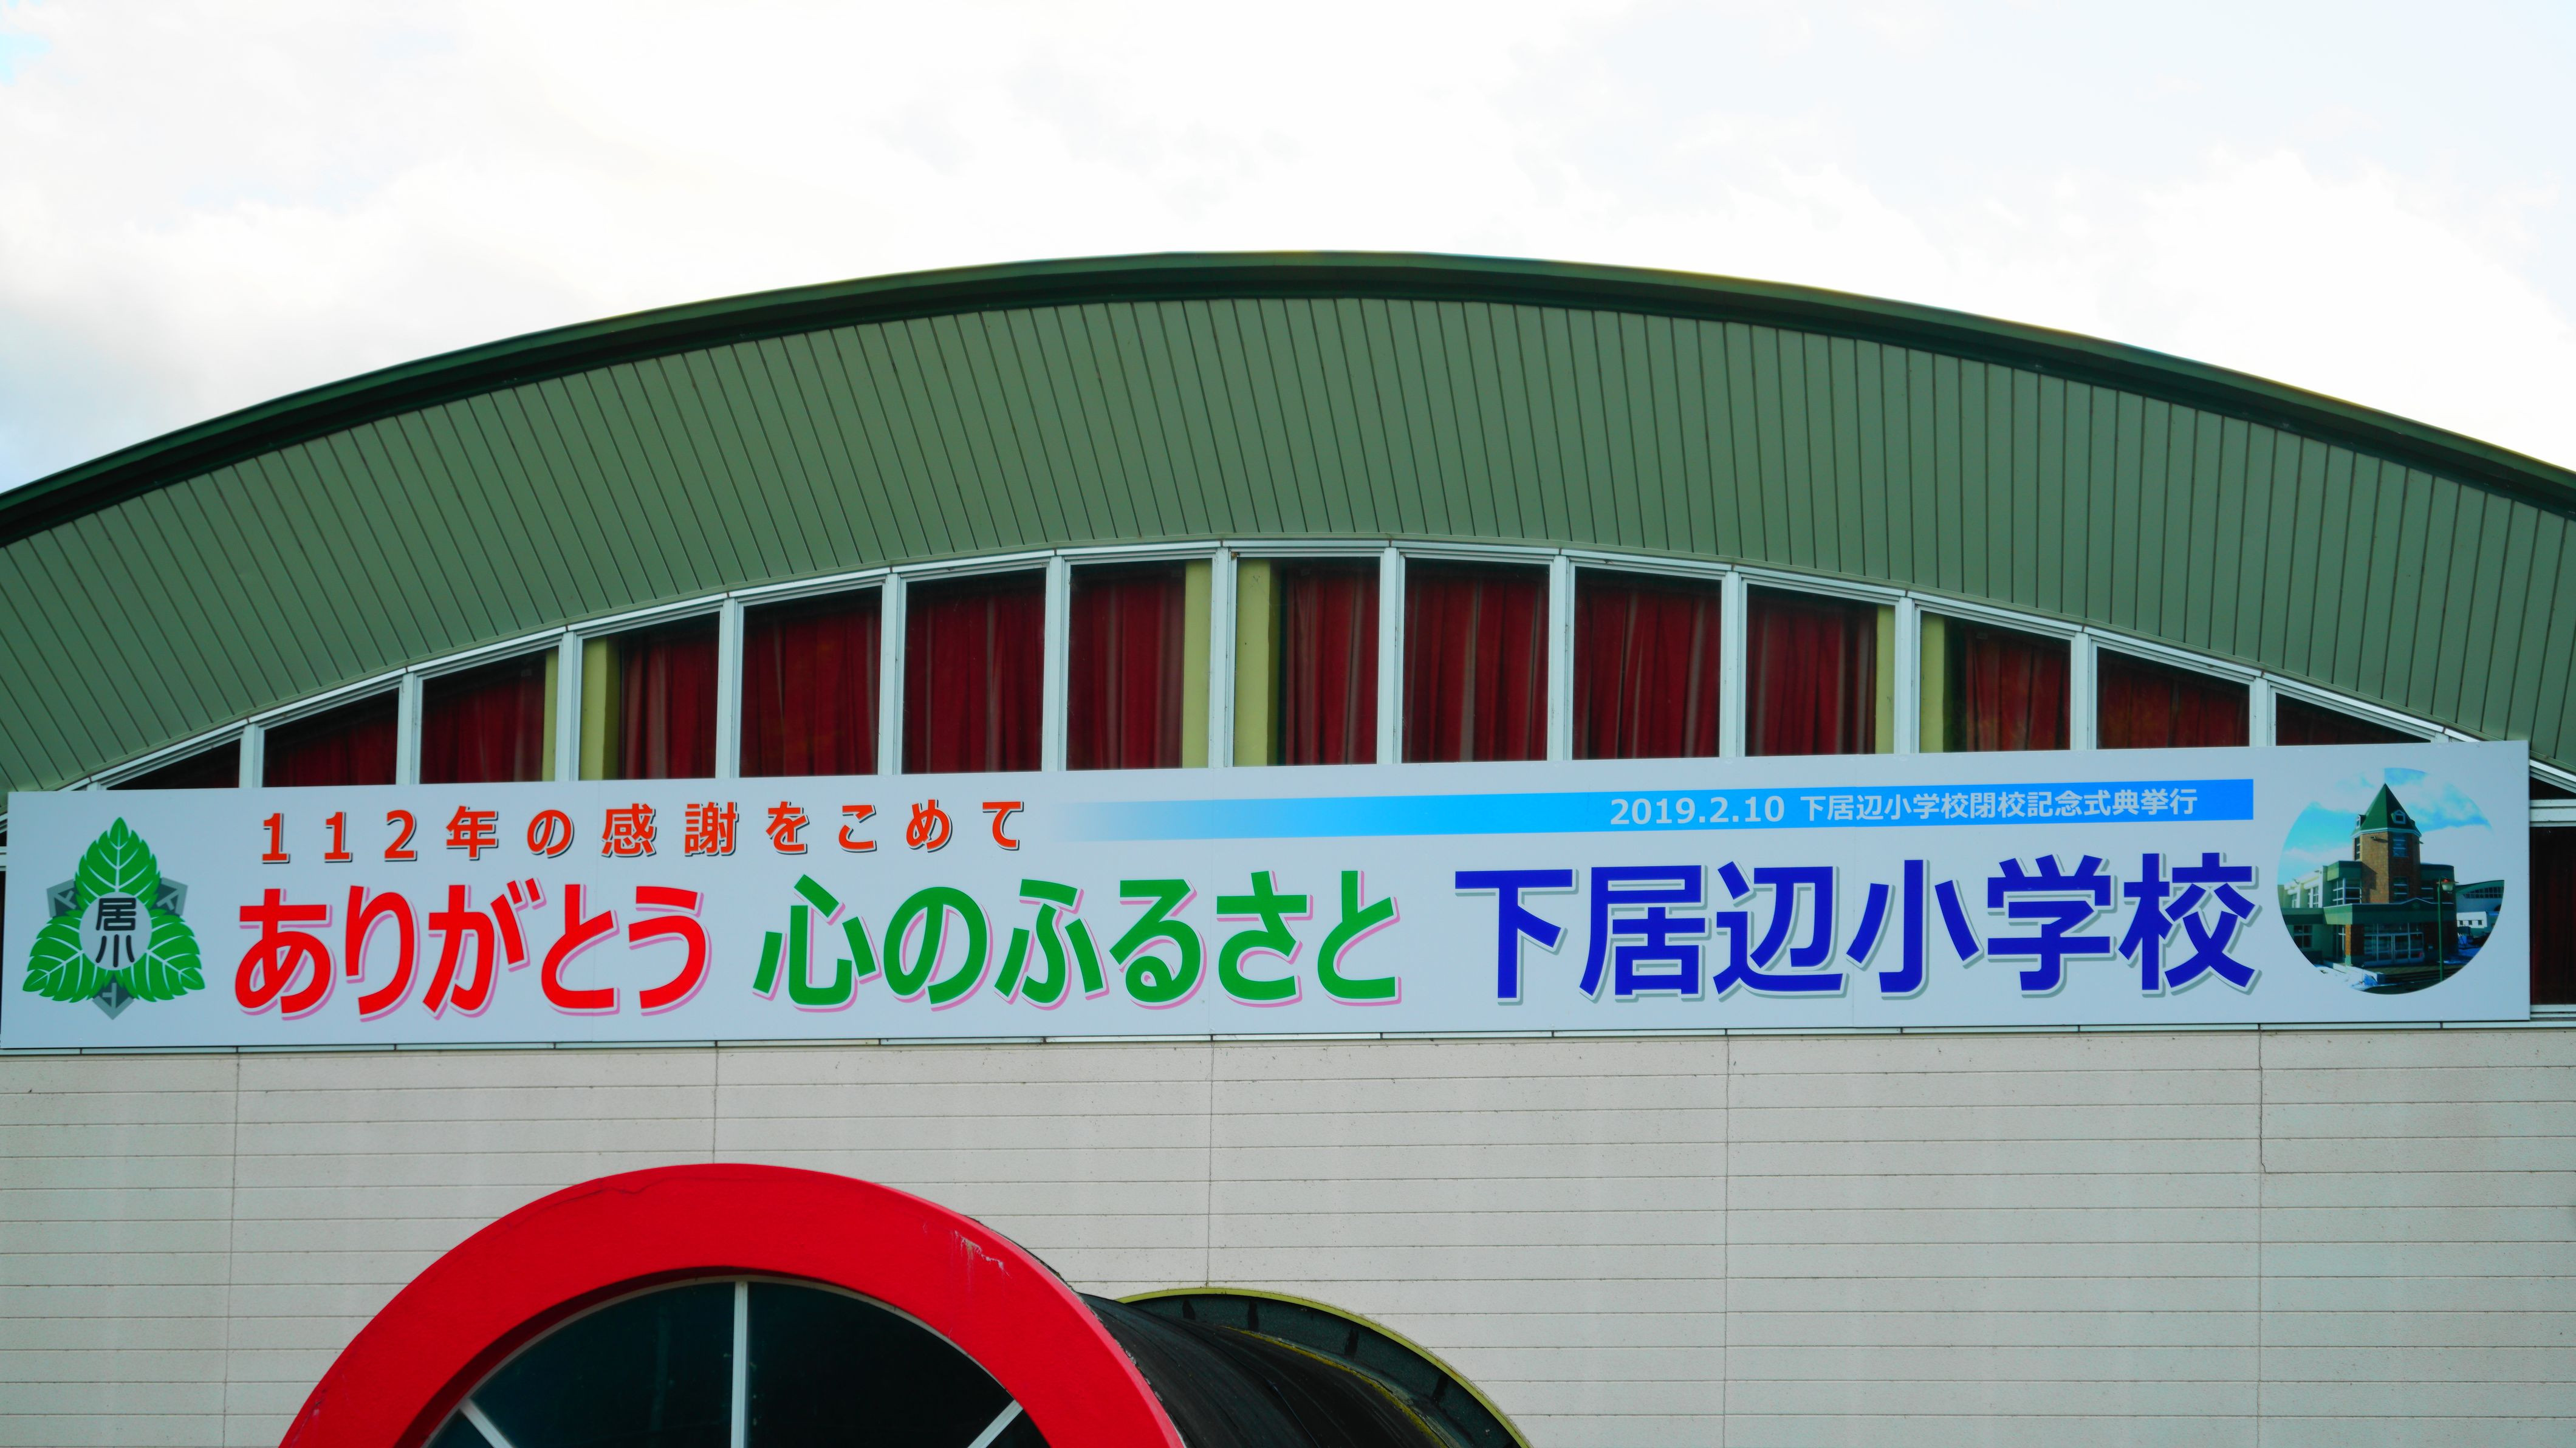 112年の感謝をこめて
2019.2.10 下居辺小学校閉校記念式典挙行
ありがとう 心のふるさと 下居辺小学校
居小